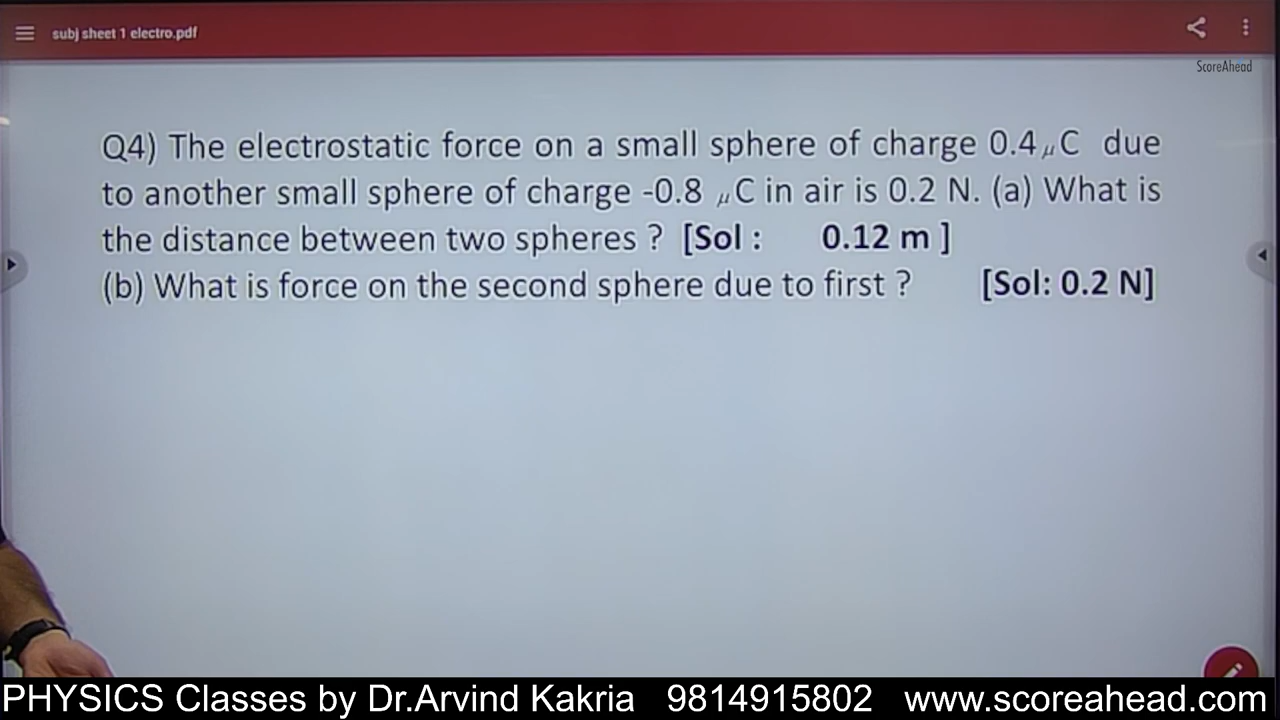 subj sheet 1 electro.pdf
ScoreAhead
Q4) The electrostatic force on a small sphere of charge 0.4 μC due
to another small sphere of charge -0.8 μC in air is 0.2 N. (a) What is
the distance between two spheres ? [Sol : 0.12 m ]
(b) What is force on the second sphere due to first ? [Sol: 0.2 N]
PHYSICS Classes by Dr.Arvind Kakria 9814915802 www.scoreahead.com